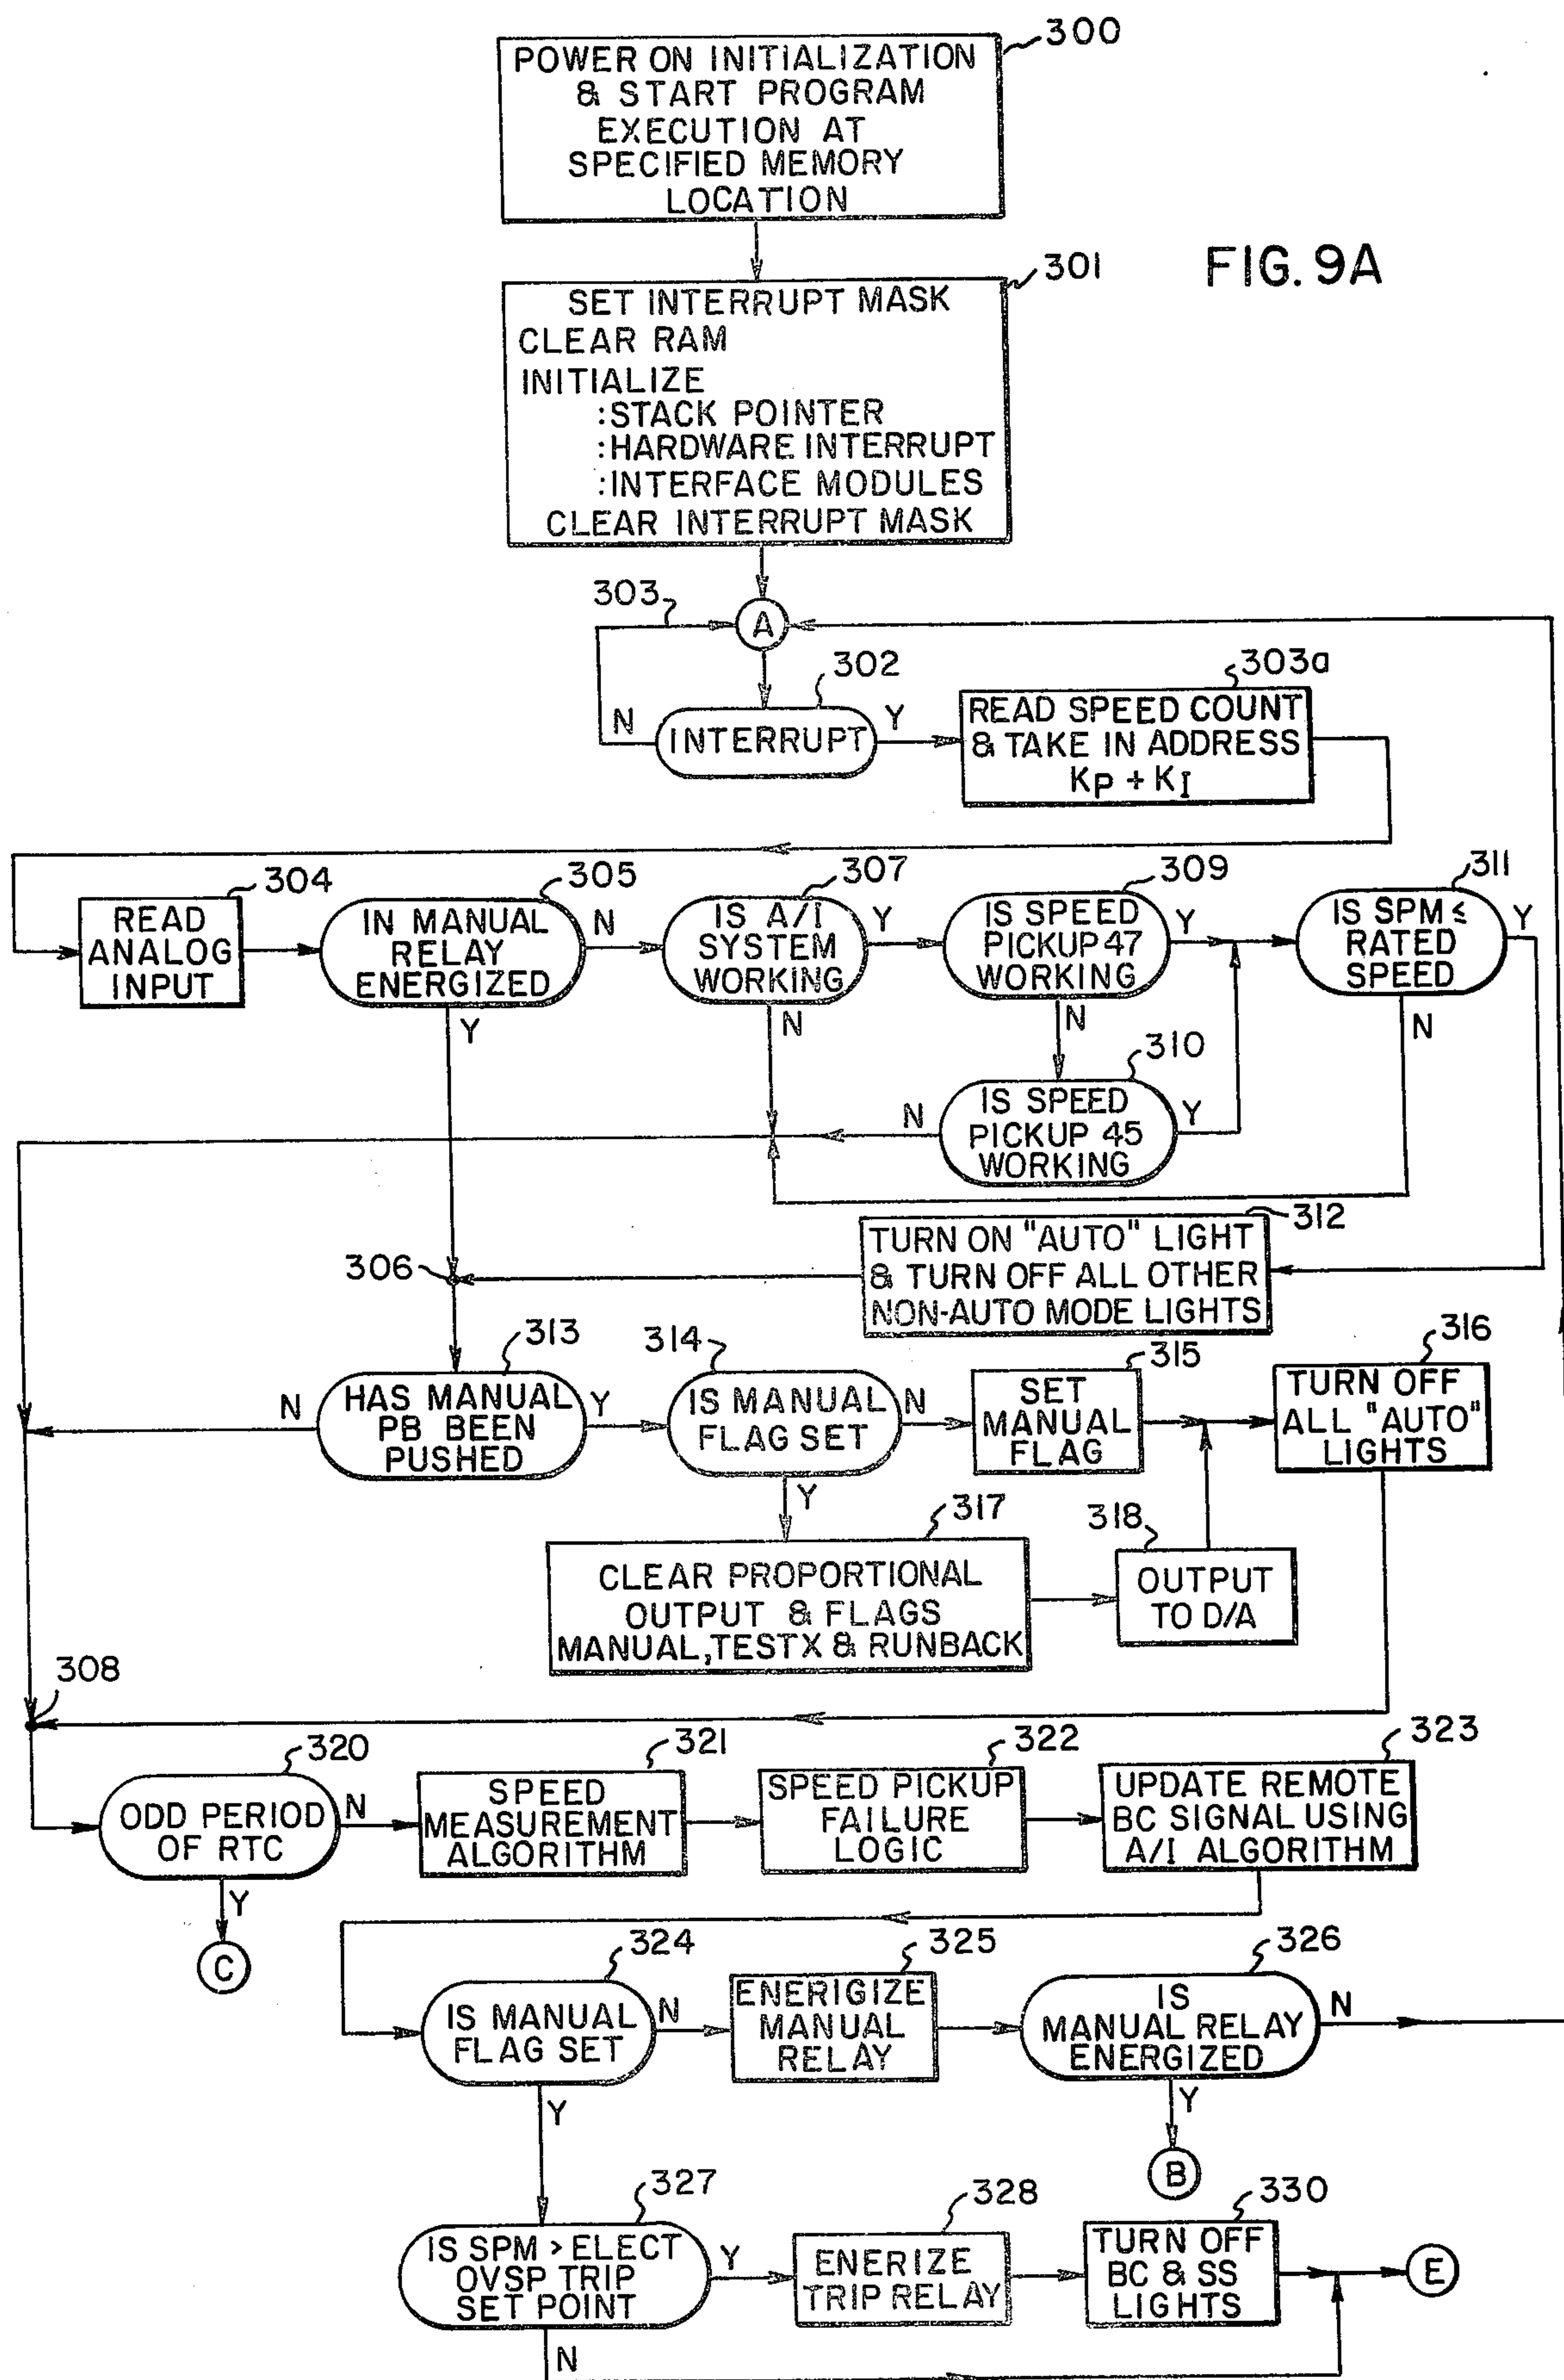 300
POWER ON INITIALIZATION
& START PROGRAM
EXECUTION AT
SPECIFIED MEMORY
LOCATION
FIG. 9A
301
SET INTERRUPT MASK
CLEAR RAM
INITIALIZE
:STACK POINTER
:HARDWARE INTERRUPT
:INTERFACE MODULES
CLEAR INTERRUPT MASK
303
A
302
303a
N
INTERRUPT
Y
READ SPEED COUNT
& TAKE IN ADDRESS
KP + KI
304
READ
ANALOG
INPUT
305
IN MANUAL
RELAY
ENERGIZED
N
Y
307
IS A/I
SYSTEM
WORKING
Y
N
309
IS SPEED
PICKUP 47
WORKING
Y
N
311
IS SPM ≤
RATED
SPEED
Y
N
310
IS SPEED
PICKUP 45
WORKING
N
Y
312
TURN ON "AUTO" LIGHT
& TURN OFF ALL OTHER
NON-AUTO MODE LIGHTS
306
313
HAS MANUAL
PB BEEN
PUSHED
N
Y
314
IS MANUAL
FLAG SET
N
Y
315
SET
MANUAL
FLAG
316
TURN OFF
ALL "AUTO"
LIGHTS
317
CLEAR PROPORTIONAL
OUTPUT & FLAGS
MANUAL, TESTX & RUNBACK
318
OUTPUT
TO D/A
308
320
ODD PERIOD
OF RTC
N
Y
C
321
SPEED
MEASUREMENT
ALGORITHM
322
SPEED PICKUP
FAILURE
LOGIC
323
UPDATE REMOTE
BC SIGNAL USING
A/I ALGORITHM
324
IS MANUAL
FLAG SET
N
Y
325
ENERIGIZE
MANUAL
RELAY
326
IS
MANUAL RELAY
ENERGIZED
N
Y
B
327
IS SPM > ELECT
OVSP TRIP
SET POINT
Y
N
328
ENERIZE
TRIP RELAY
330
TURN OFF
BC & SS
LIGHTS
E